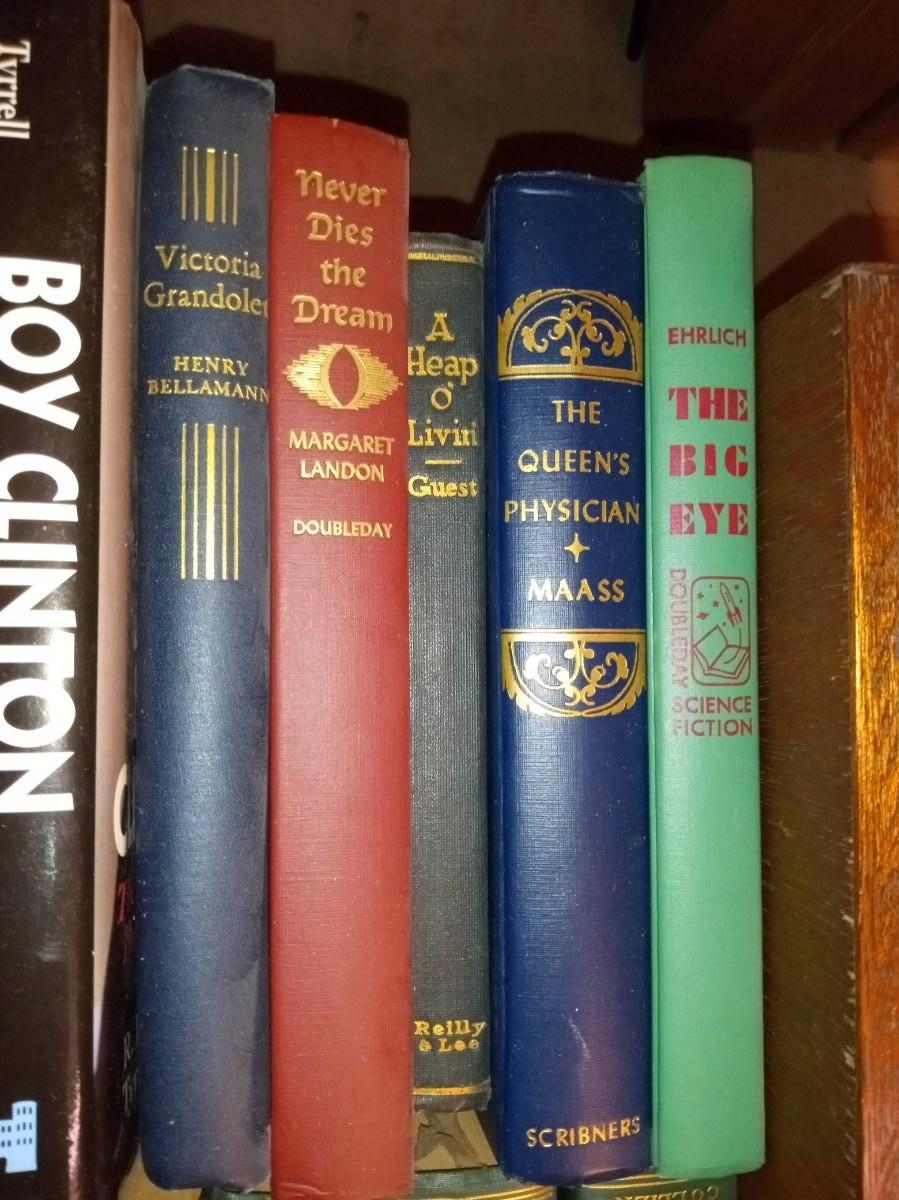 Tyrrell
BOY CLINTON
Victoria
Grandolet
HENRY
BELLAMANN
Never
Dies
the
Dream
MARGARET
LANDON
DOUBLEDAY
A
Heap
O'
Livin'
Guest
Reilly
& Lee
THE
QUEEN'S
PHYSICIAN
MAASS
SCRIBNERS
EHRLICH
THE
BIG
EYE
DOUBLEDAY
SCIENCE
FICTION
COLLIER